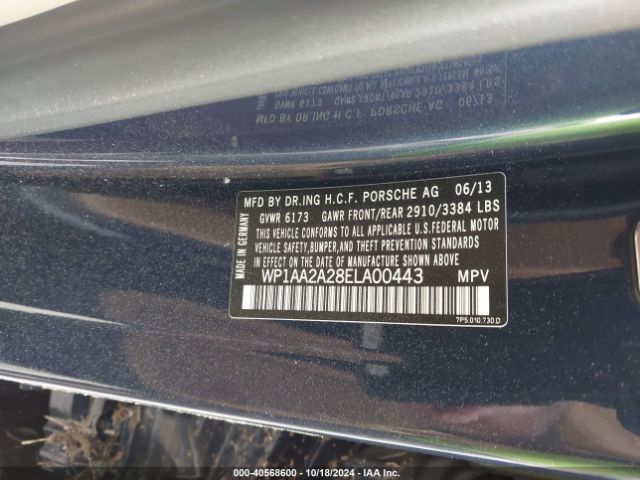 MFD BY DR.ING H.C.F. PORSCHE AG 06/13
GVWR 6173 GAWR FRONT/REAR 2910/3384 LBS
THIS VEHICLE CONFORMS TO ALL APPLICABLE U.S.FEDERAL MOTOR
VEHICLE SAFETY,BUMPER,AND THEFT PREVENTION STANDARDS
IN EFFECT ON THE DATE OF MANUFACTURE SHOWN ABOVE.
WP1AA2A28ELA00443 MPV
MADE IN GERMANY
7P5.010.730.D
000-40568600 - 10/18/2024 - IAA Inc.